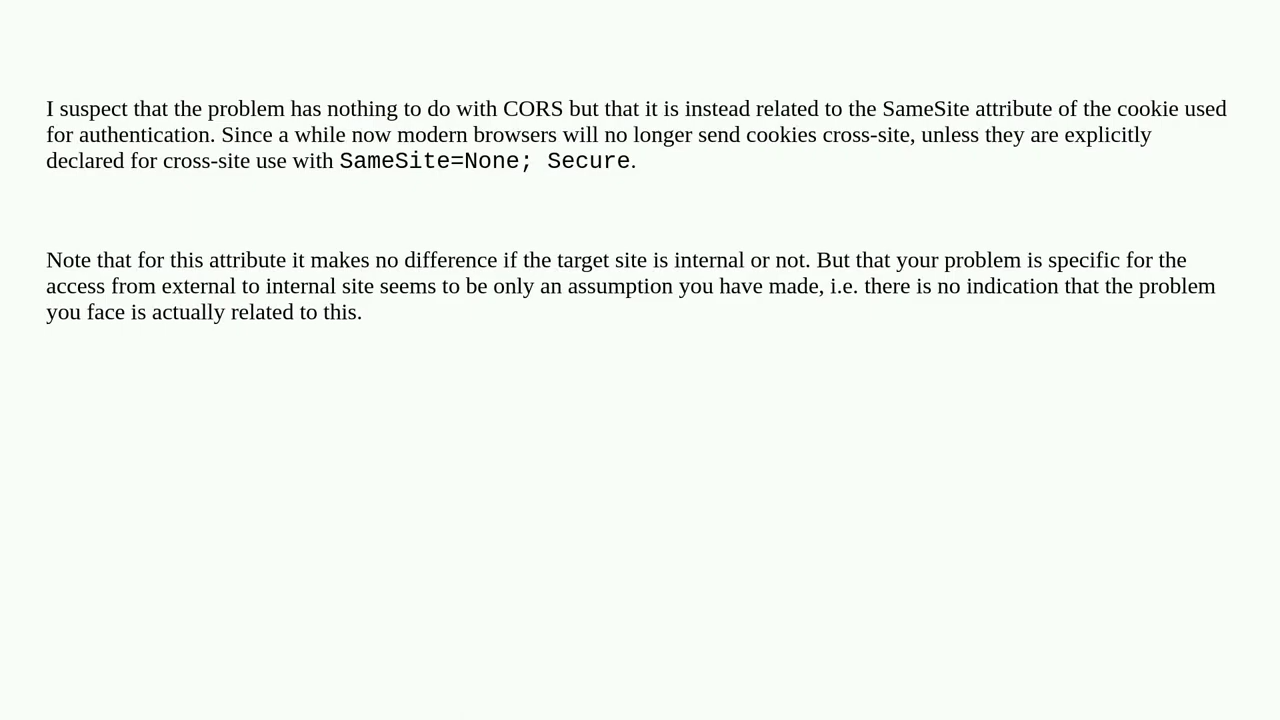 I suspect that the problem has nothing to do with CORS but that it is instead related to the SameSite attribute of the cookie used
for authentication. Since a while now modern browsers will no longer send cookies cross-site, unless they are explicitly
declared for cross-site use with SameSite=None; Secure.
Note that for this attribute it makes no difference if the target site is internal or not. But that your problem is specific for the
access from external to internal site seems to be only an assumption you have made, i.e. there is no indication that the problem
you face is actually related to this.